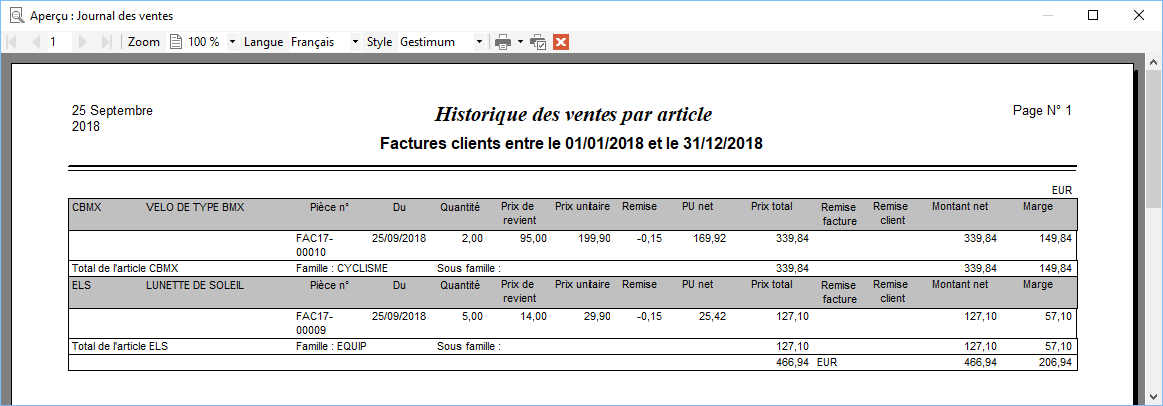 Aperçu : Journal des ventes
1 Zoom 100 % Langue Français Style Gestimum
25 Septembre
2018
Historique des ventes par article
Page N° 1
Factures clients entre le 01/01/2018 et le 31/12/2018
EUR
CBMX VELO DE TYPE BMX Pièce n° Du Quantité Prix de revient Prix unitaire Remise PU net Prix total Remise facture Remise client Montant net Marge
FAC17-00010 25/09/2018 2,00 95,00 199,90 -0,15 169,92 339,84 339,84 149,84
Total de l'article CBMX Famille : CYCLISME Sous famille : 339,84 339,84 149,84
ELS LUNETTE DE SOLEIL Pièce n° Du Quantité Prix de revient Prix unitaire Remise PU net Prix total Remise facture Remise client Montant net Marge
FAC17-00009 25/09/2018 5,00 14,00 29,90 -0,15 25,42 127,10 127,10 57,10
Total de l'article ELS Famille : EQUIP Sous famille : 127,10 127,10 57,10
466,94 EUR 466,94 206,94